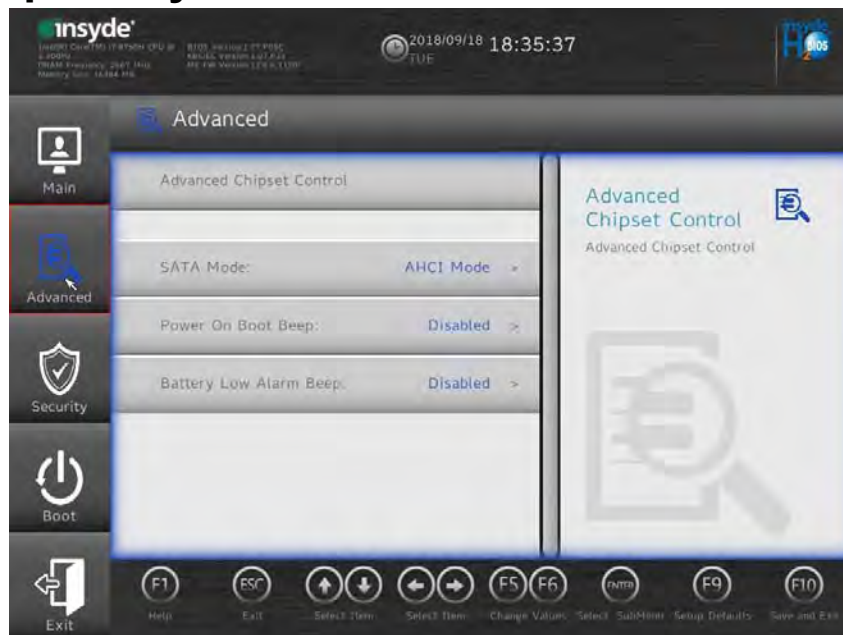 insyde®
2018/09/18 18:35:37
TUE
H2O BIOS
Advanced
Main
Advanced
Security
Boot
Exit
Advanced Chipset Control
SATA Mode: AHCI Mode >
Power On Boot Beep: Disabled >
Battery Low Alarm Beep: Disabled >
Advanced
Chipset Control
Advanced Chipset Control
F1 ESC F5 F6 ENTER F9 F10
Help Exit Select Item Select Item Change Values Select SubMenu Setup Defaults Save and Exit